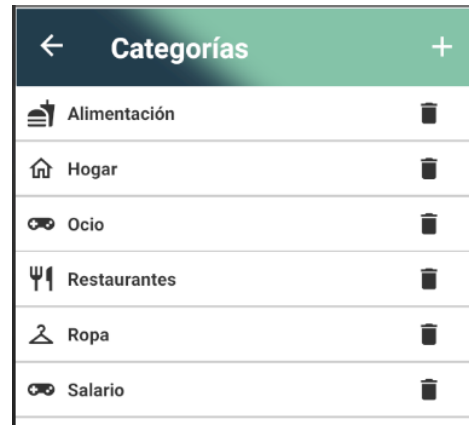 Categorías
Alimentación
Hogar
Ocio
Restaurantes
Ropa
Salario